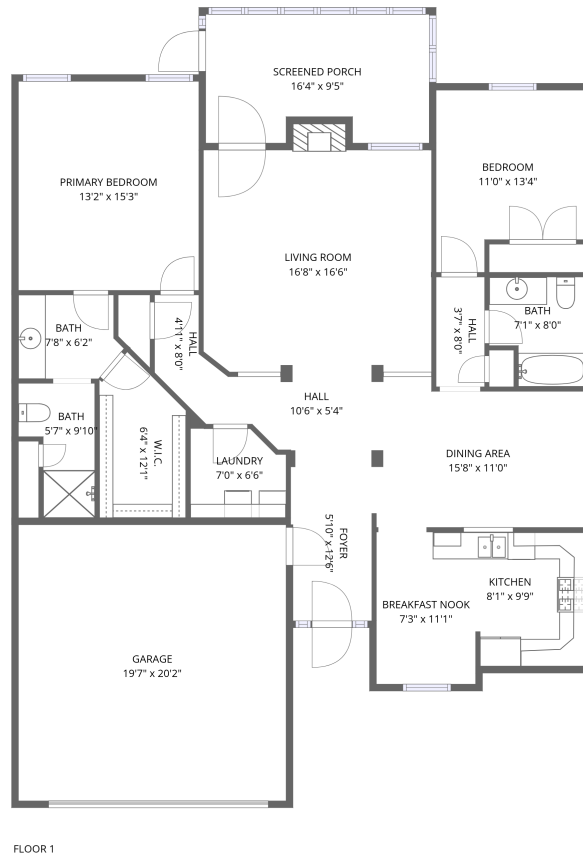 SCREENED PORCH
16'4" x 9'5"
PRIMARY BEDROOM
13'2" x 15'3"
BEDROOM
11'0" x 13'4"
LIVING ROOM
16'8" x 16'6"
BATH
7'8" x 6'2"
HALL
4'11" x 8'0"
HALL
3'7" x 8'0"
BATH
7'1" x 8'0"
HALL
10'6" x 5'4"
BATH
5'7" x 9'10"
W.I.C.
6'4" x 12'1"
LAUNDRY
7'0" x 6'6"
DINING AREA
15'8" x 11'0"
FOYER
5'10" x 12'6"
KITCHEN
8'1" x 9'9"
BREAKFAST NOOK
7'3" x 11'1"
GARAGE
19'7" x 20'2"
FLOOR 1